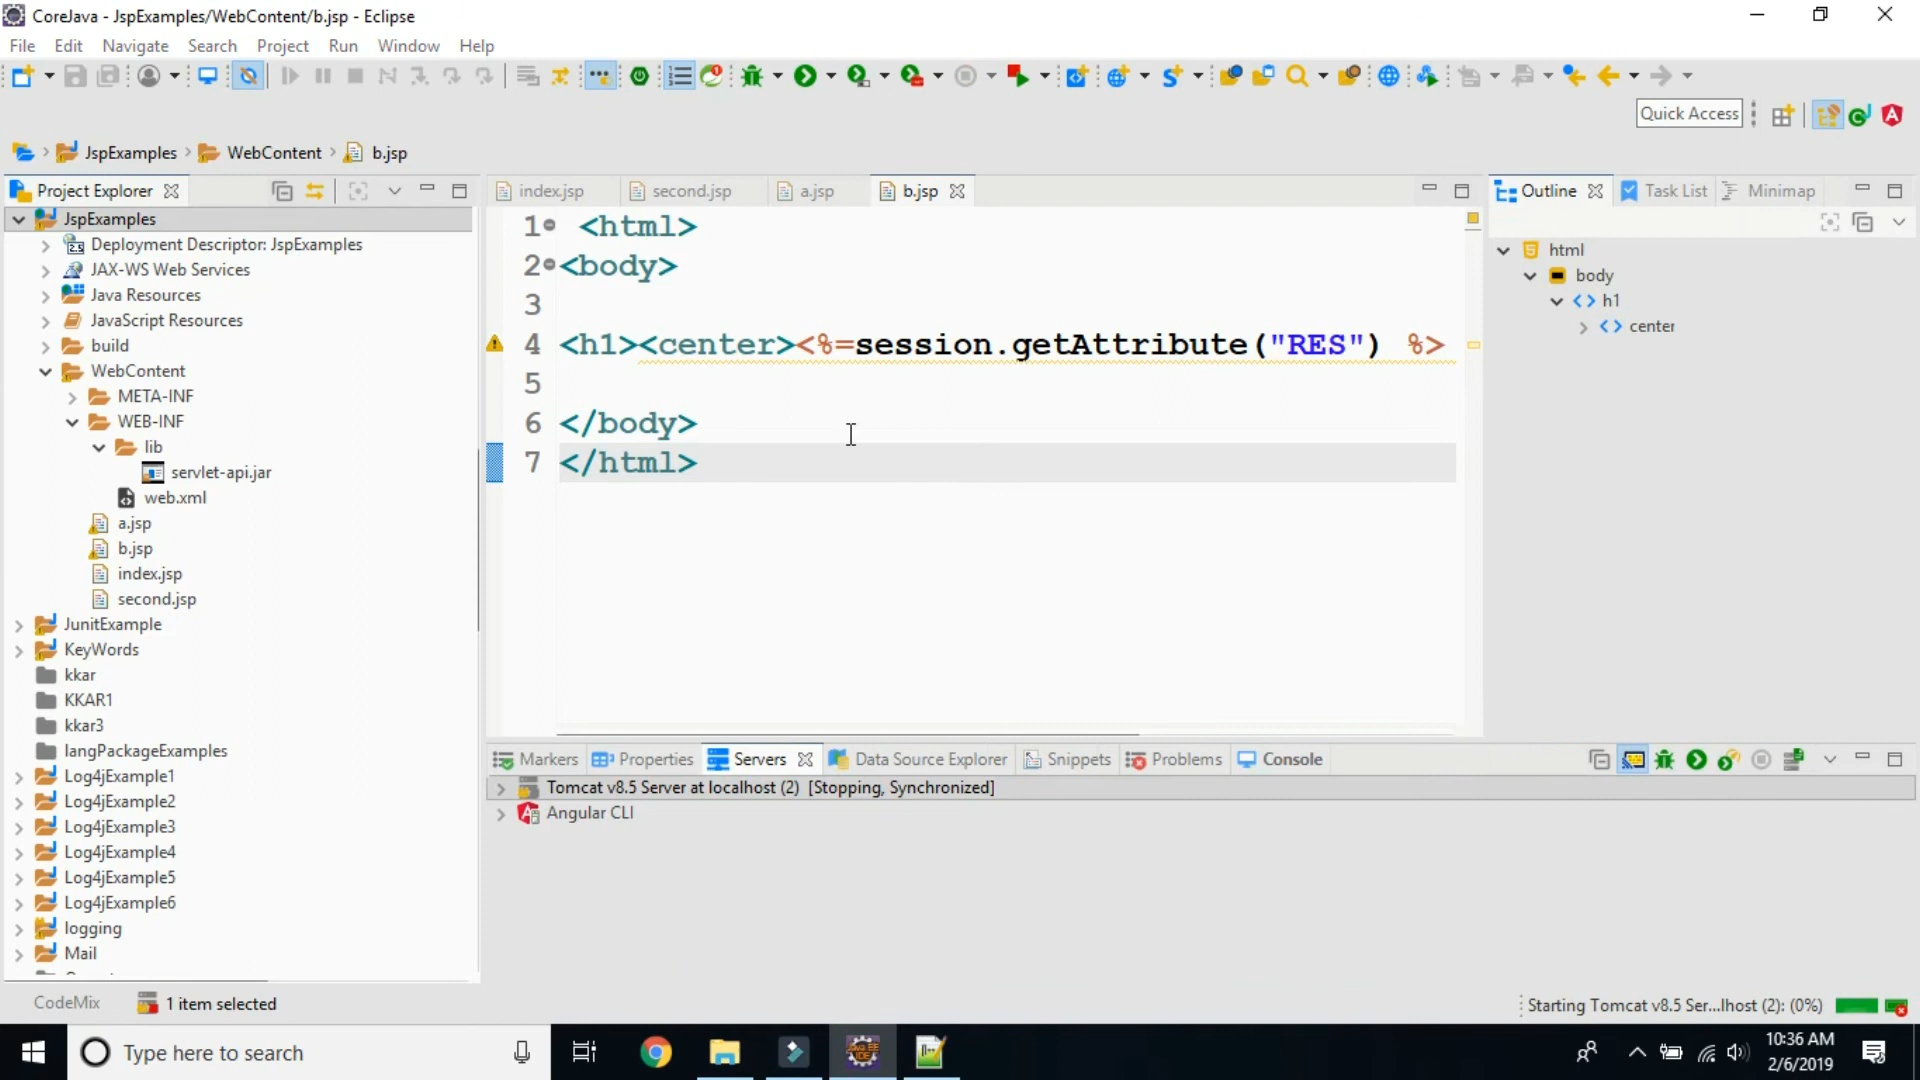 CoreJava - JspExamples/WebContent/b.jsp - Eclipse
File Edit Navigate Search Project Run Window Help
Quick Access
JspExamples WebContent b.jsp
Project Explorer
JspExamples
Deployment Descriptor: JspExamples
JAX-WS Web Services
Java Resources
JavaScript Resources
build
WebContent
META-INF
WEB-INF
lib
servlet-api.jar
web.xml
a.jsp
b.jsp
index.jsp
second.jsp
JunitExample
KeyWords
kkar
KKAR1
kkar3
langPackageExamples
Log4jExample1
Log4jExample2
Log4jExample3
Log4jExample4
Log4jExample5
Log4jExample6
logging
Mail
index.jsp second.jsp a.jsp b.jsp
1 <html>
2 <body>
3
4 <h1><center><%=session.getAttribute("RES") %>
5
6 </body>
7 </html>
Outline Task List Minimap
html
body
h1
center
Markers Properties Servers Data Source Explorer Snippets Problems Console
Tomcat v8.5 Server at localhost (2) [Stopping, Synchronized]
Angular CLI
CodeMix 1 item selected
Starting Tomcat v8.5 Ser...lhost (2): (0%)
Type here to search
10:36 AM
2/6/2019